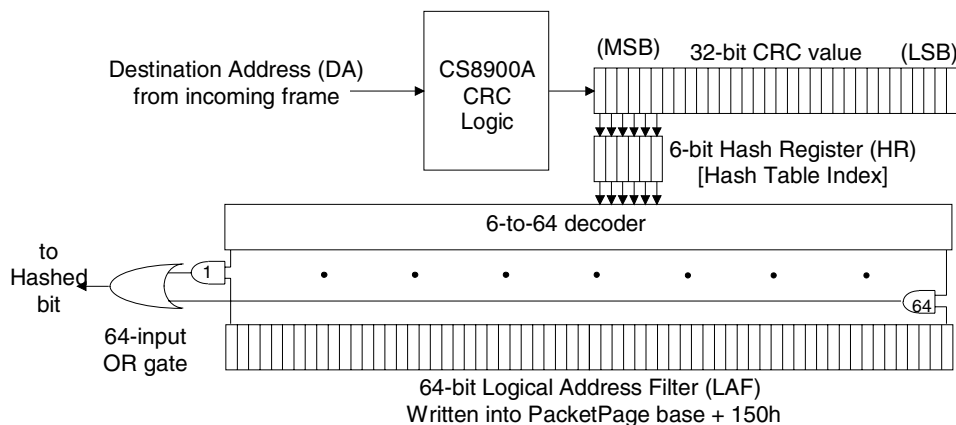 (MSB) 32-bit CRC value (LSB)
Destination Address (DA)
from incoming frame
CS8900A
CRC
Logic
6-bit Hash Register (HR)
[Hash Table Index]
6-to-64 decoder
to
Hashed
bit
1
64
64-input
OR gate
64-bit Logical Address Filter (LAF)
Written into PacketPage base + 150h